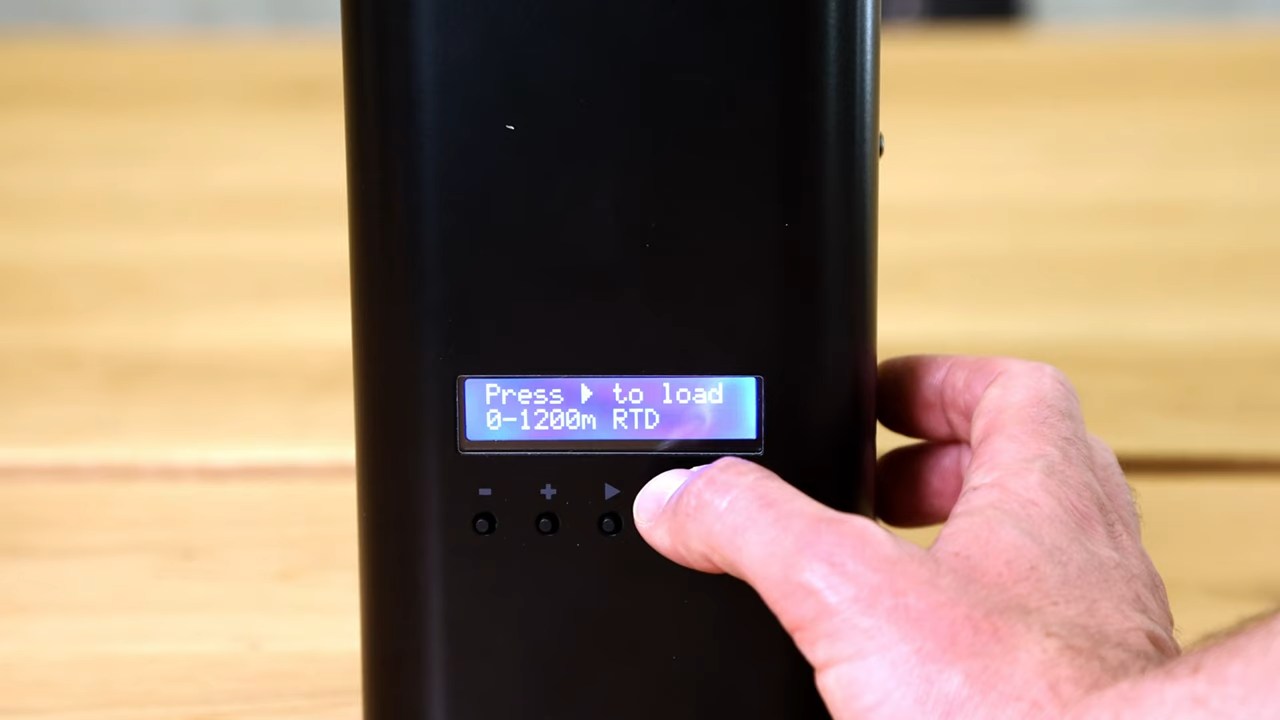 Press ▶ to load
0-1200m RTD
- + ▶